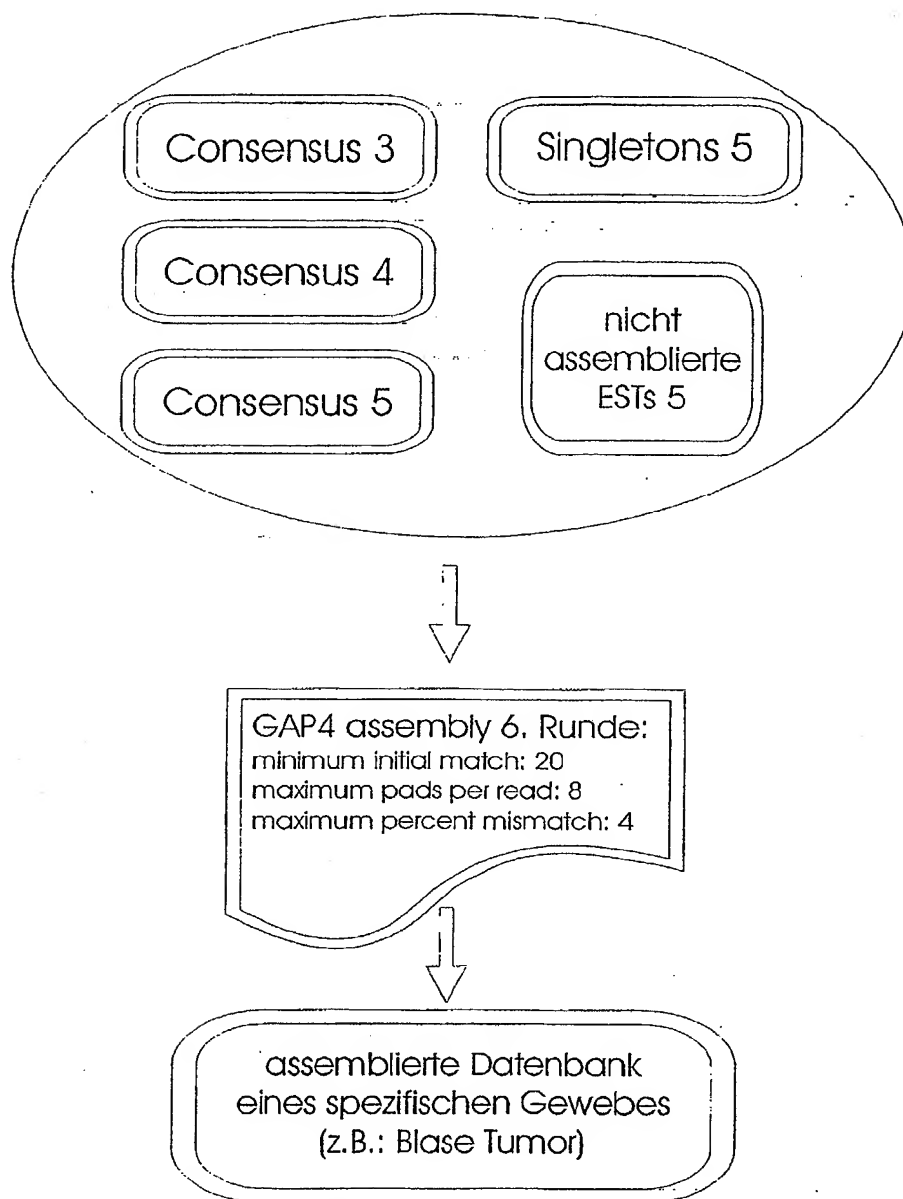 Consensus 3
Singletons 5
Consensus 4
nicht
assemblierte
ESTs 5
Consensus 5
GAP4 assembly 6. Runde:
minimum initial match: 20
maximum pads per read: 8
maximum percent mismatch: 4
assemblierte Datenbank
eines spezifischen Gewebes
(z.B.: Blase Tumor)